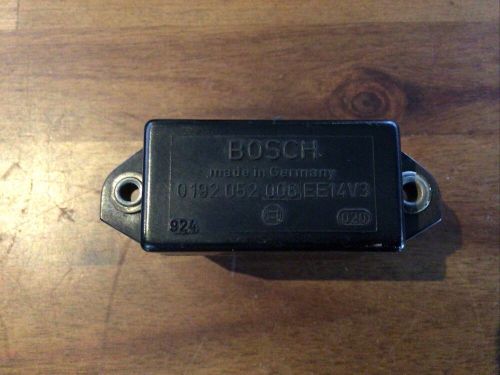 BOSCH
made in Germany
0 192 052 006 EE14V3
924 020